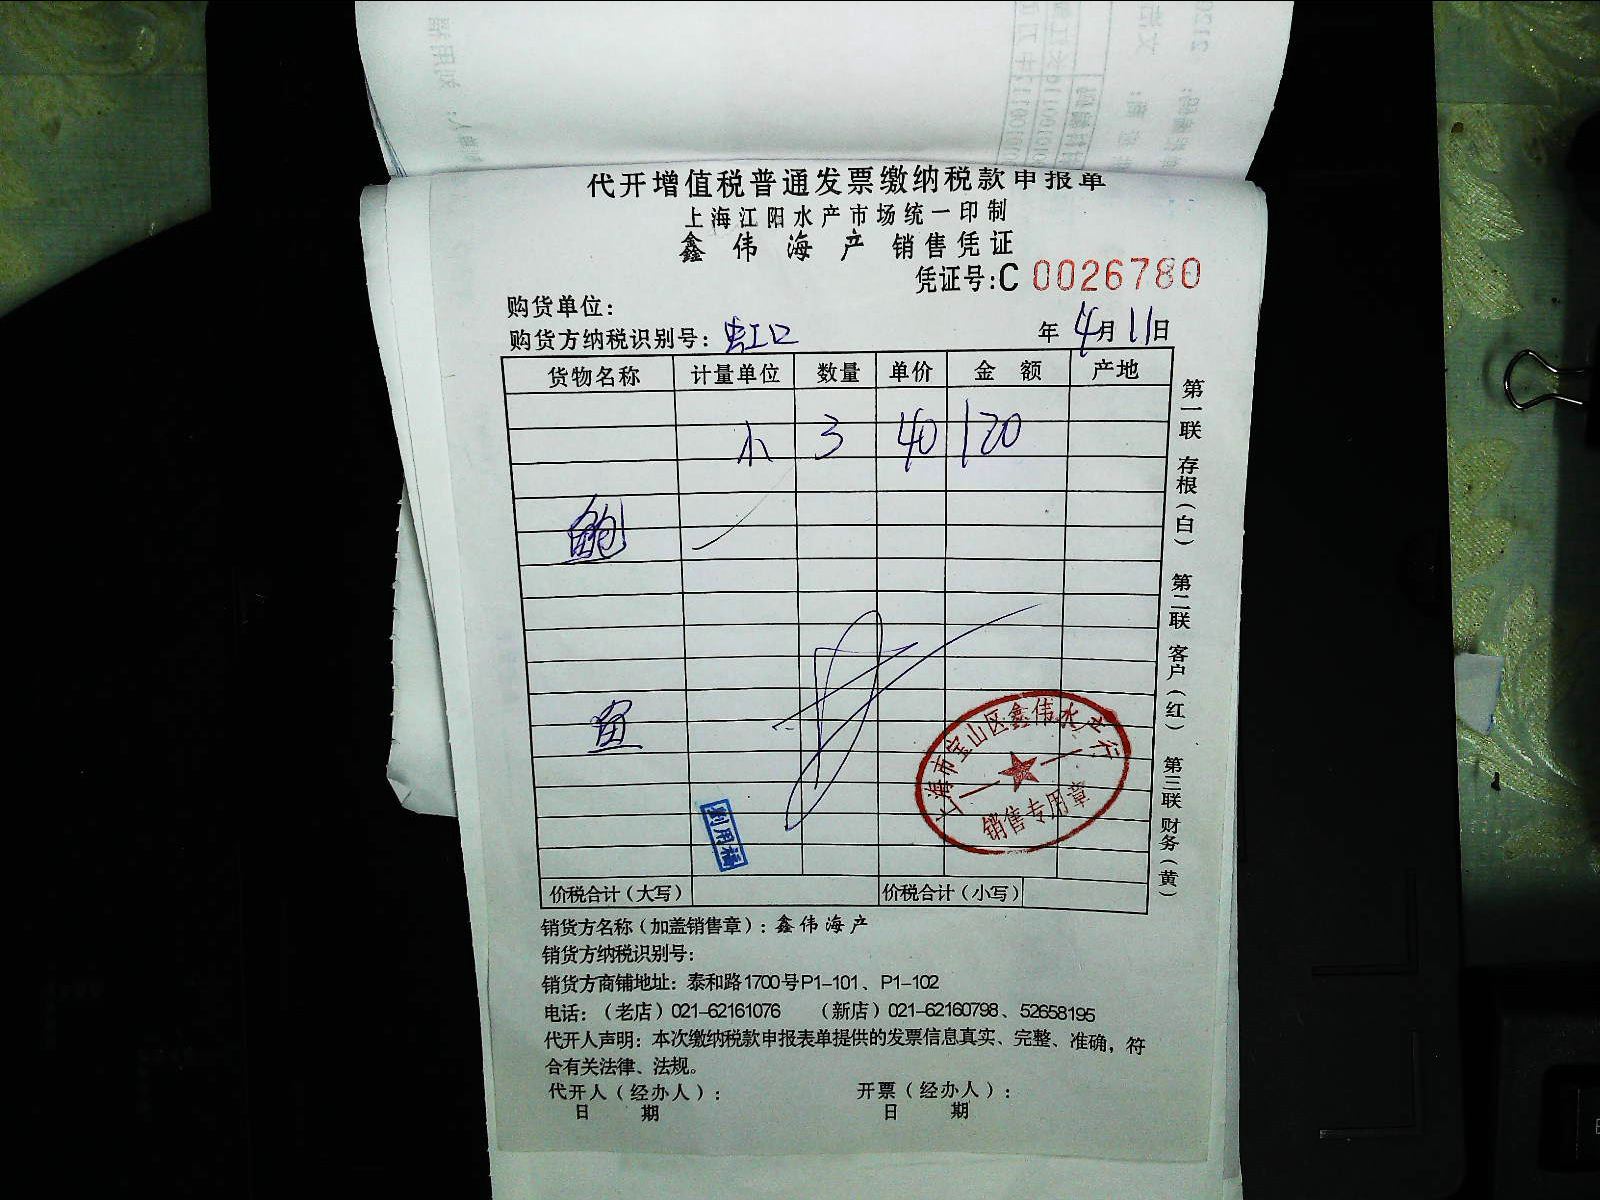 代开增值税普通发票缴纳税款申报单
上海江阳水产市场统一印制
鑫伟海产 销售凭证
凭证号:C 0026780
购货单位:
购货方纳税识别号: 虹口 年 4月11日
货物名称 计量单位 数量 单价 金额 产地
小 3 40 120
鲍
鱼
上海市宝山区鑫伟水产行
销售专用章
价税合计(大写) 价税合计(小写)
第一联 存根(白) 第二联 客户(红) 第三联 财务(黄)
销货方名称(加盖销售章):鑫伟海产
销货方纳税识别号:
销货方商铺地址:泰和路1700号P1-101、P1-102
电话:(老店)021-62161076 (新店)021-62160798、52658195
代开人声明:本次缴纳税款申报表单提供的发票信息真实、完整、准确,符
合有关法律、法规。
代开人(经办人): 开票(经办人):
日 期 日 期